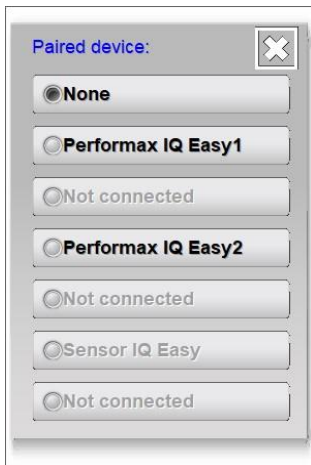 Paired device:
None
Performax IQ Easy1
Not connected
Performax IQ Easy2
Not connected
Sensor IQ Easy
Not connected